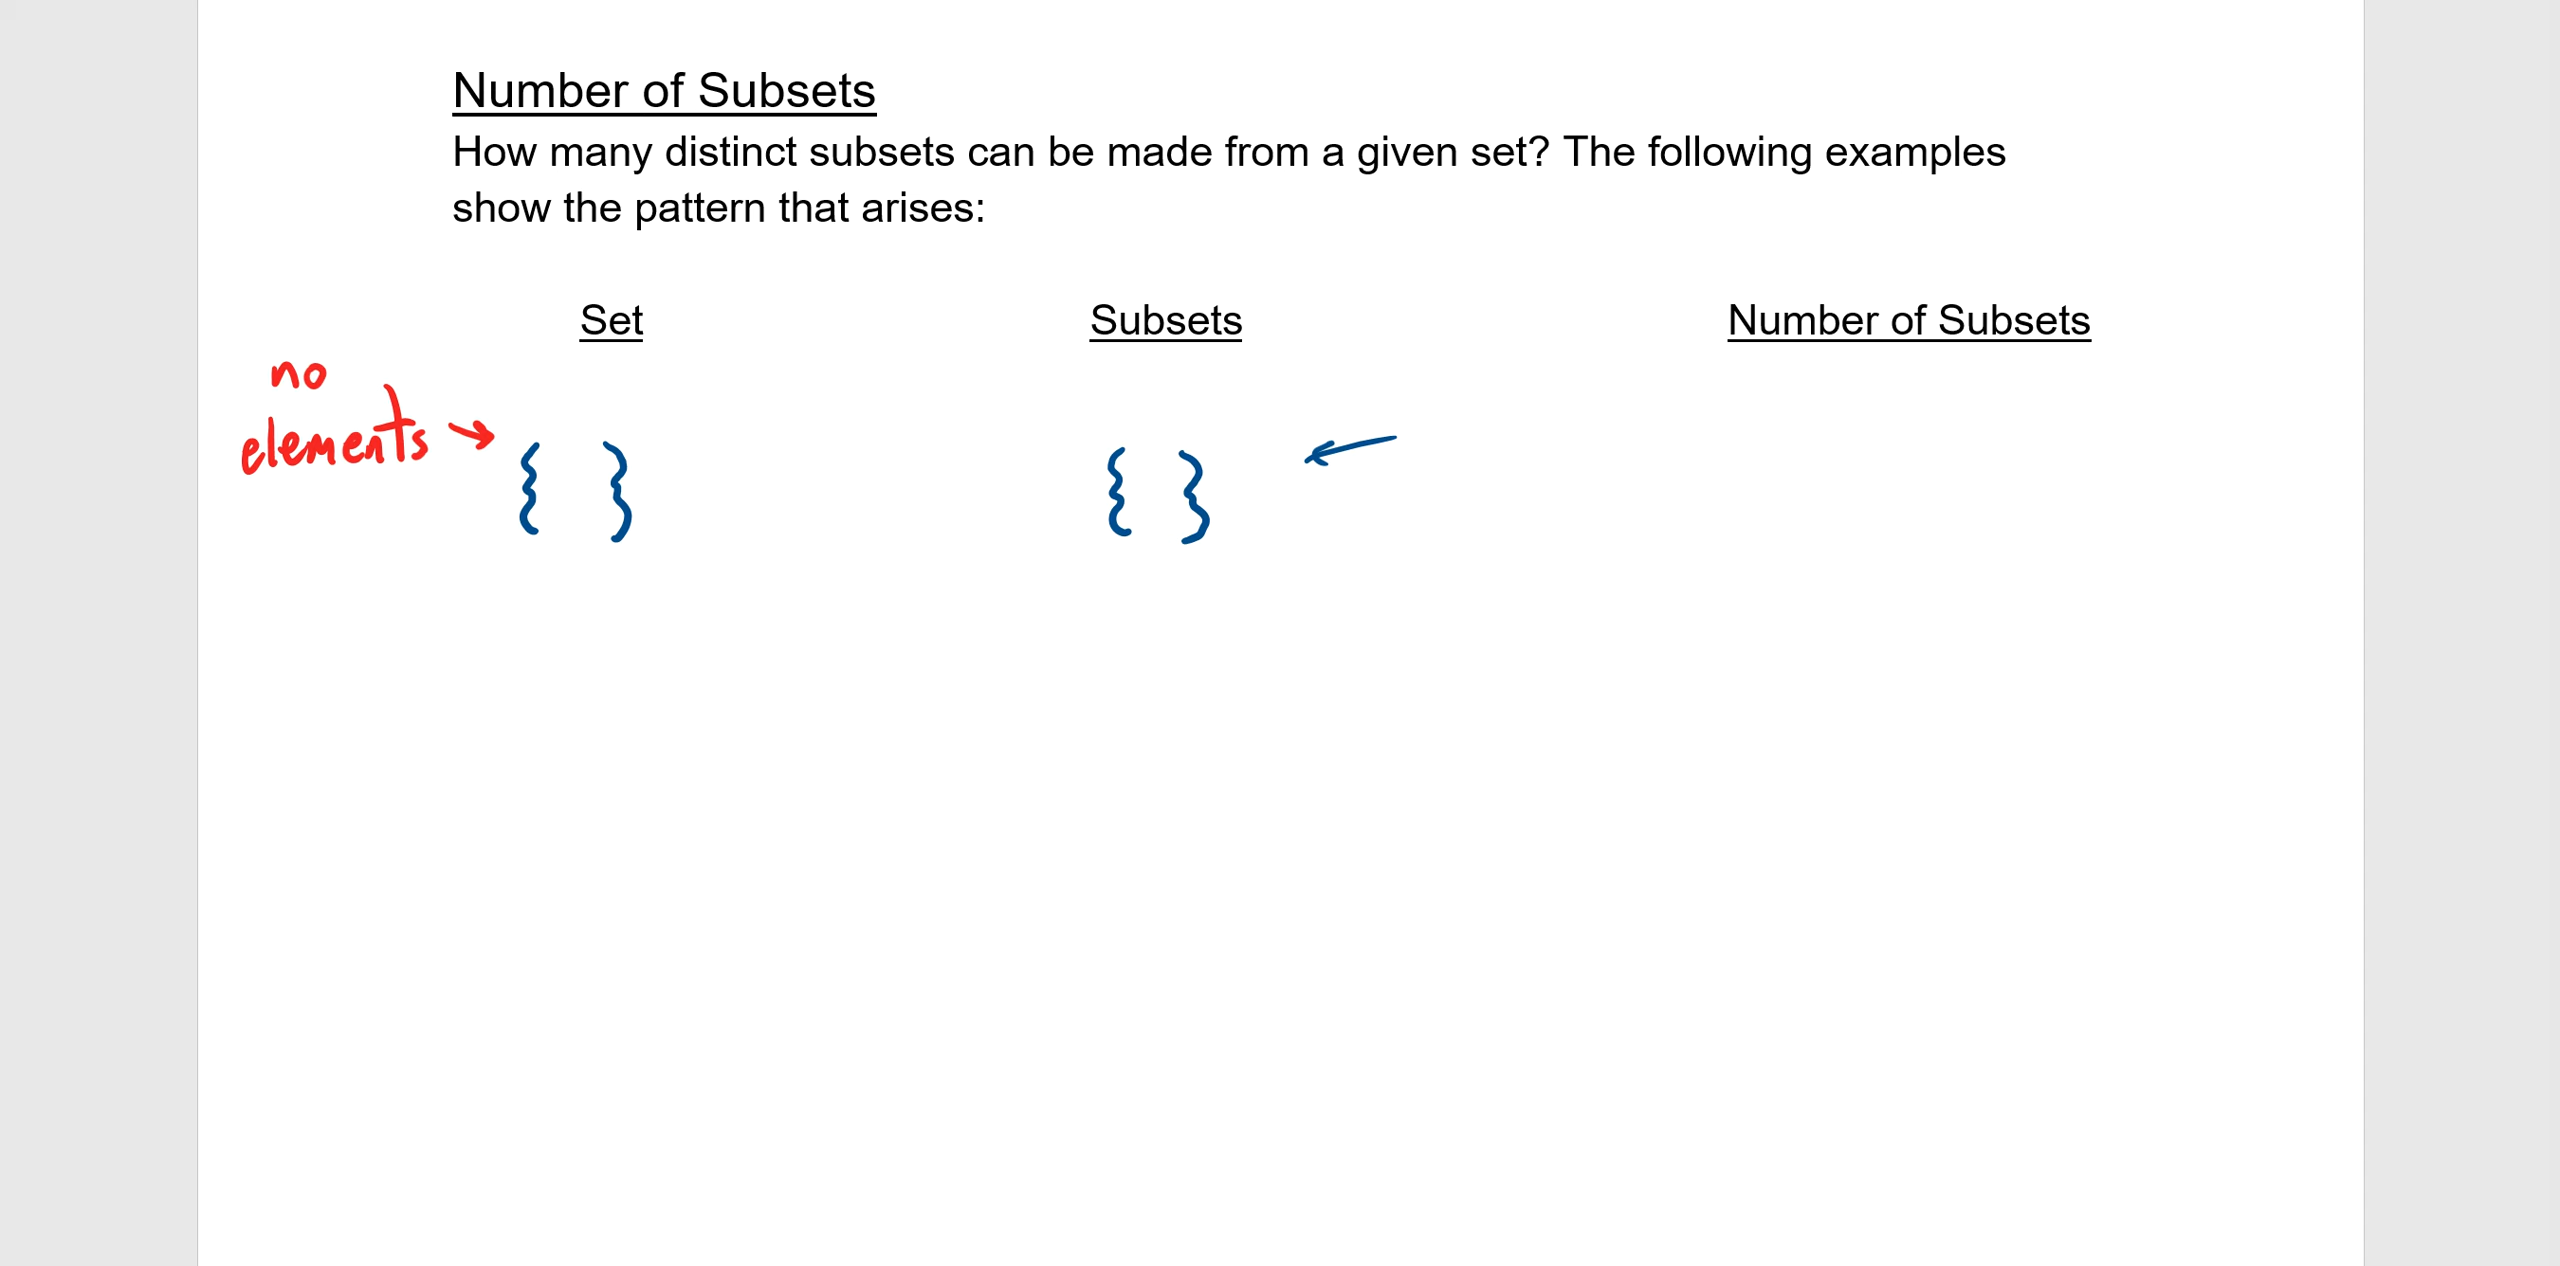 Number of Subsets
How many distinct subsets can be made from a given set? The following examples
show the pattern that arises:
Set Subsets Number of Subsets
no
elements → { } { } ←